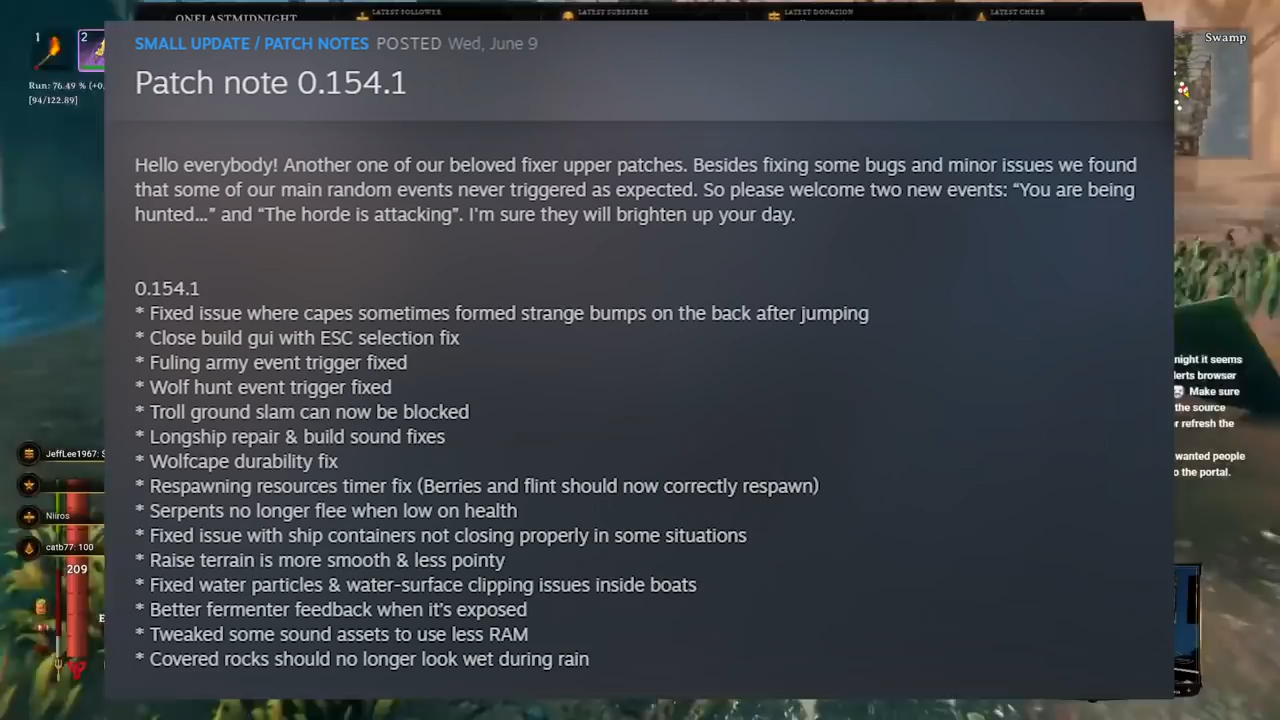 ONELASTMIDNIGHT
LATEST FOLLOWER
LATEST SUBSRIBER
LATEST DONATION
LATEST CHEER
1
2
Run: 76.49 % (+0.
[94/122.89]
Swamp
SMALL UPDATE / PATCH NOTES POSTED Wed, June 9
Patch note 0.154.1
Hello everybody! Another one of our beloved fixer upper patches. Besides fixing some bugs and minor issues we found
that some of our main random events never triggered as expected. So please welcome two new events: “You are being
hunted...” and “The horde is attacking”. I'm sure they will brighten up your day.
0.154.1
* Fixed issue where capes sometimes formed strange bumps on the back after jumping
* Close build gui with ESC selection fix
* Fuling army event trigger fixed
* Wolf hunt event trigger fixed
* Troll ground slam can now be blocked
* Longship repair & build sound fixes
* Wolfcape durability fix
* Respawning resources timer fix (Berries and flint should now correctly respawn)
* Serpents no longer flee when low on health
* Fixed issue with ship containers not closing properly in some situations
* Raise terrain is more smooth & less pointy
* Fixed water particles & water-surface clipping issues inside boats
* Better fermenter feedback when it's exposed
* Tweaked some sound assets to use less RAM
* Covered rocks should no longer look wet during rain
night it seems
lerts browser
Make sure
the source
r refresh the
wanted people
o the portal.
JeffLee1967: $
Niiros
catb77: 100
209
E